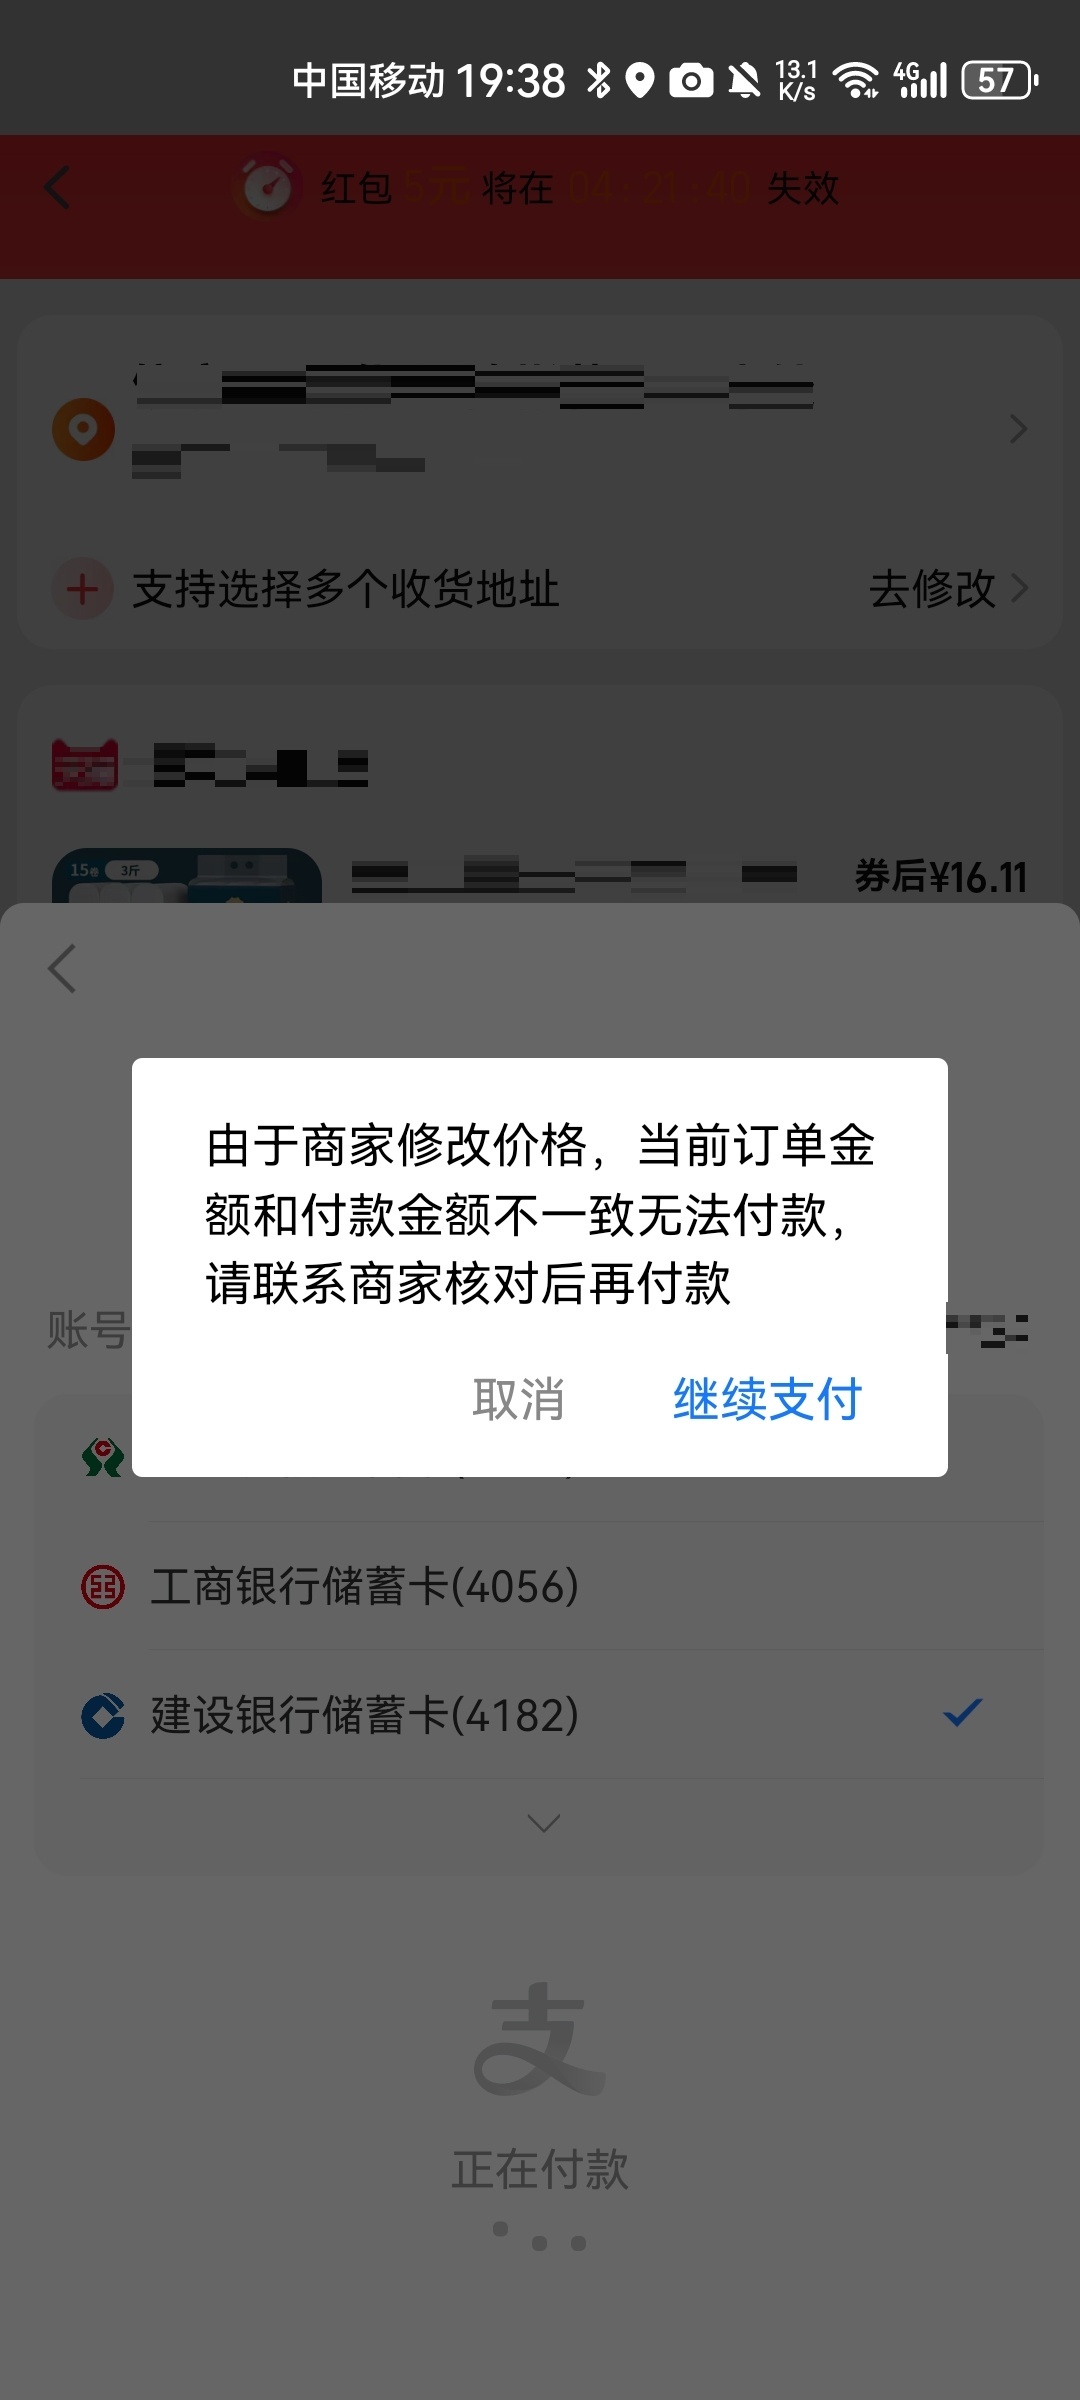 中国移动 19:38 13.1 K/s 4G 57
红包 5元 将在 04:21:40 失效
支持选择多个收货地址 去修改
15卷 3斤
券后¥16.11
由于商家修改价格，当前订单金
额和付款金额不一致无法付款，
请联系商家核对后再付款
账号
取消 继续支付
工商银行储蓄卡(4056)
建设银行储蓄卡(4182)
支
正在付款